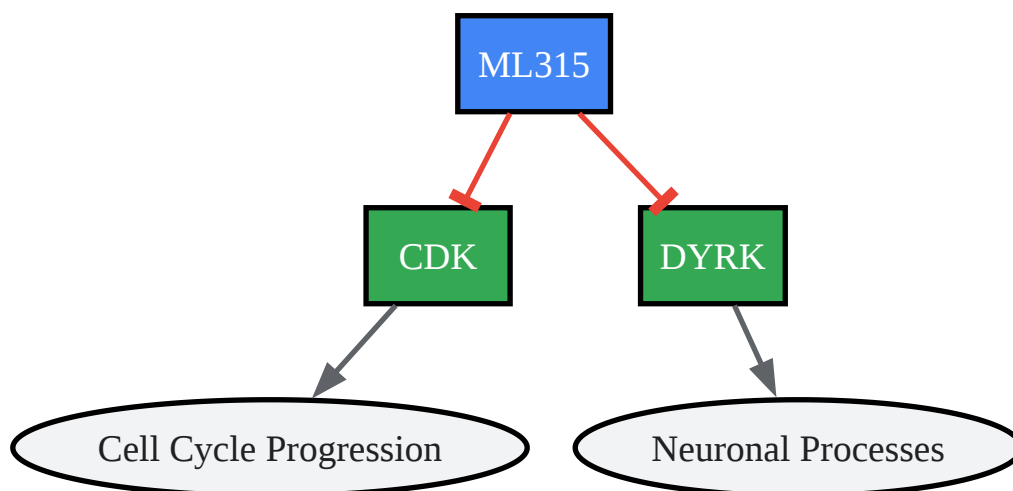 ML315
CDK
DYRK
Cell Cycle Progression
Neuronal Processes